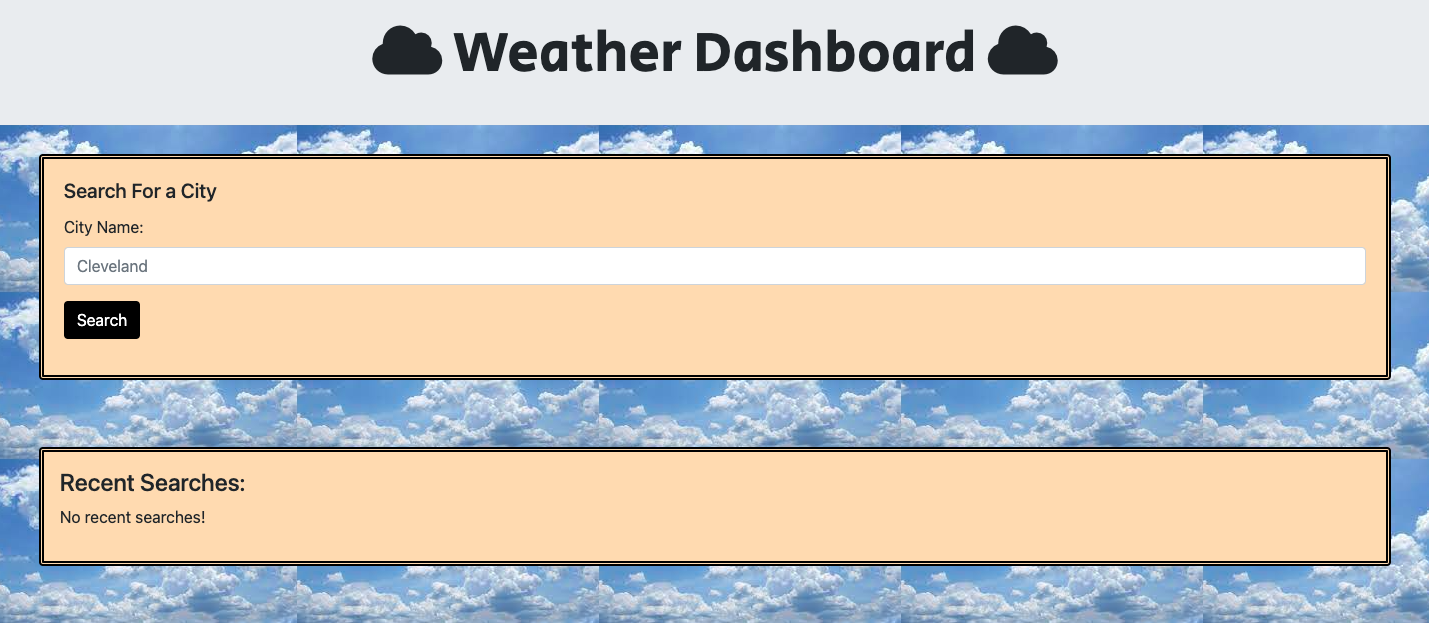 Weather Dashboard
Search For a City
City Name:
Cleveland
Search
Recent Searches:
No recent searches!